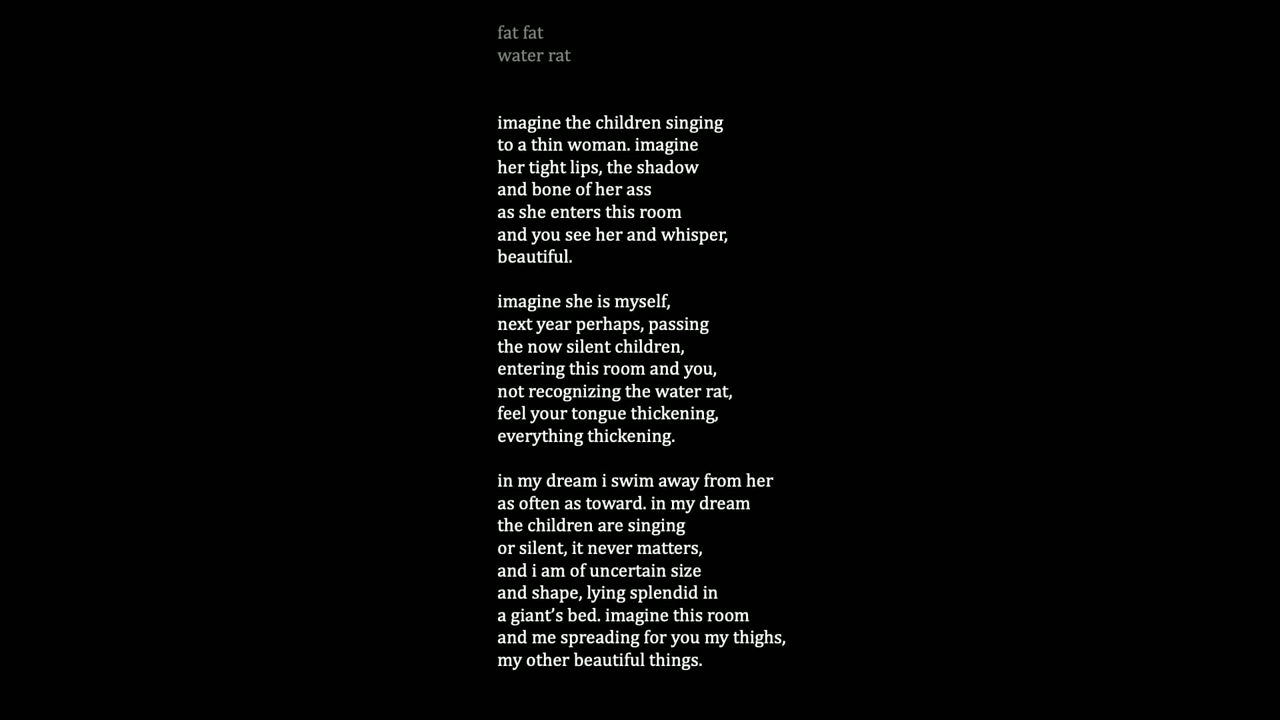 fat fat
water rat
imagine the children singing
to a thin woman. imagine
her tight lips, the shadow
and bone of her ass
as she enters this room
and you see her and whisper,
beautiful.
imagine she is myself,
next year perhaps, passing
the now silent children,
entering this room and you,
not recognizing the water rat,
feel your tongue thickening,
everything thickening.
in my dream i swim away from her
as often as toward. in my dream
the children are singing
or silent, it never matters,
and i am of uncertain size
and shape, lying splendid in
a giant’s bed. imagine this room
and me spreading for you my thighs,
my other beautiful things.